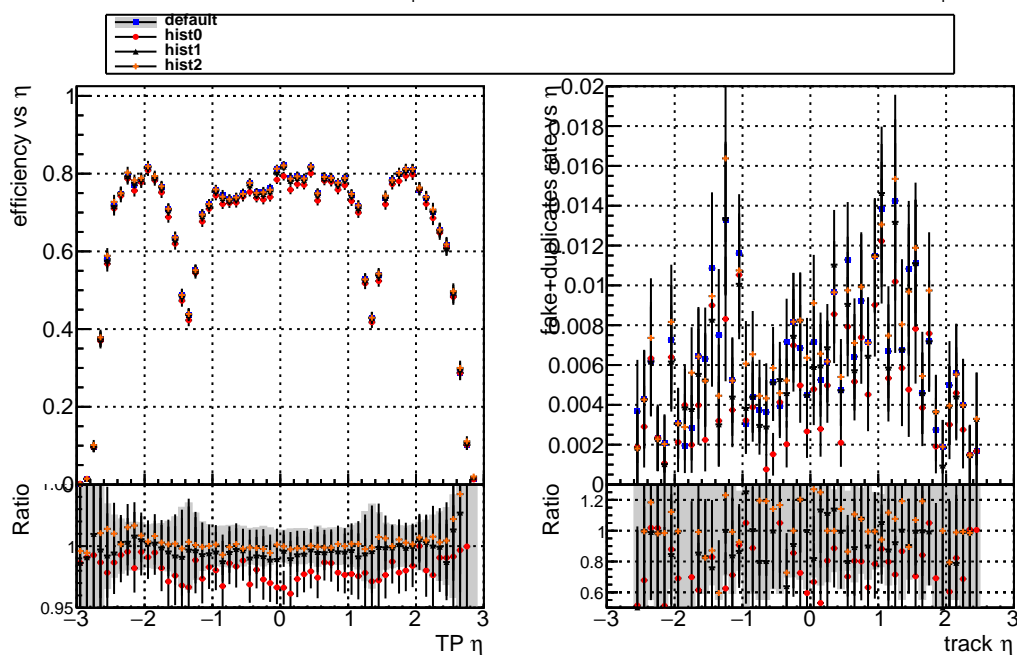 default
hist0
hist1
hist2
efficiency vs η
1
0.8
0.6
0.4
0.2
0
Ratio
1
0.95
−3 −2 −1 0 1 2 3
TP η
fake+duplicates rate vs η
0.02
0.018
0.016
0.014
0.012
0.01
0.008
0.006
0.004
0.002
0
Ratio
1.2
1
0.8
0.6
−3 −2 −1 0 1 2 3
track η